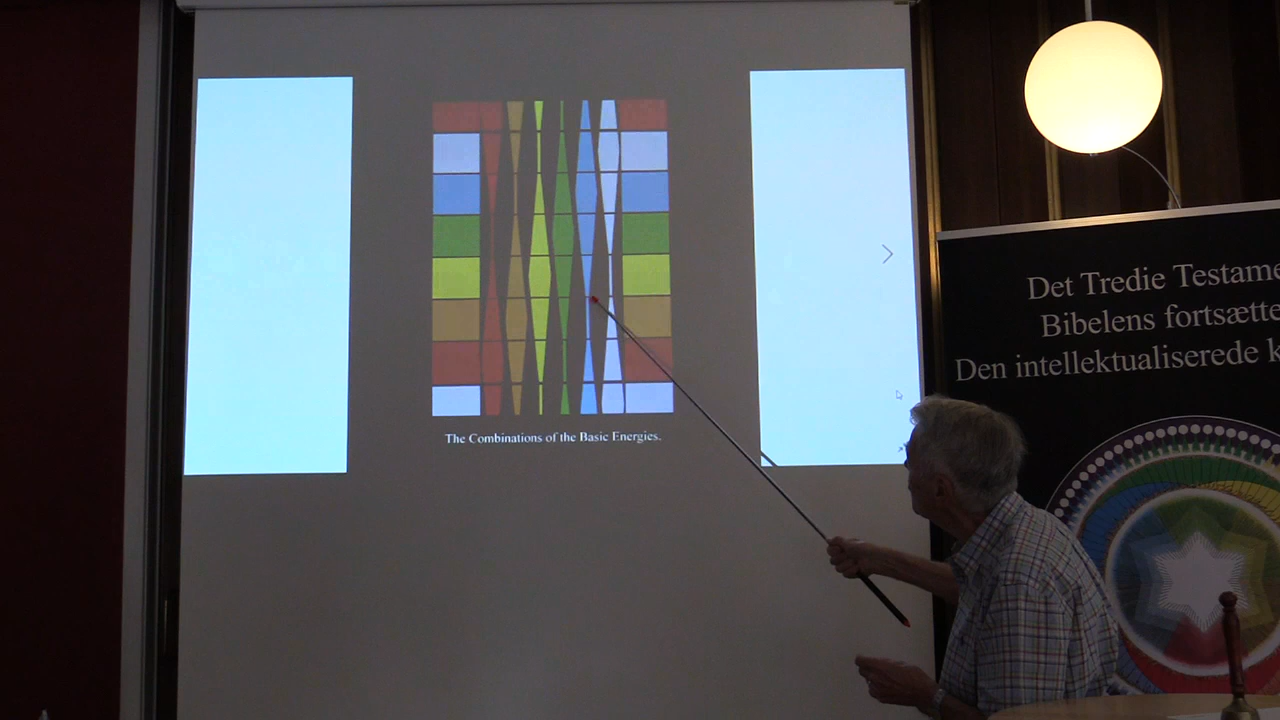 The Combinations of the Basic Energies.
Det Tredie Testame
Bibelens fortsætte
Den intellektualiserede k